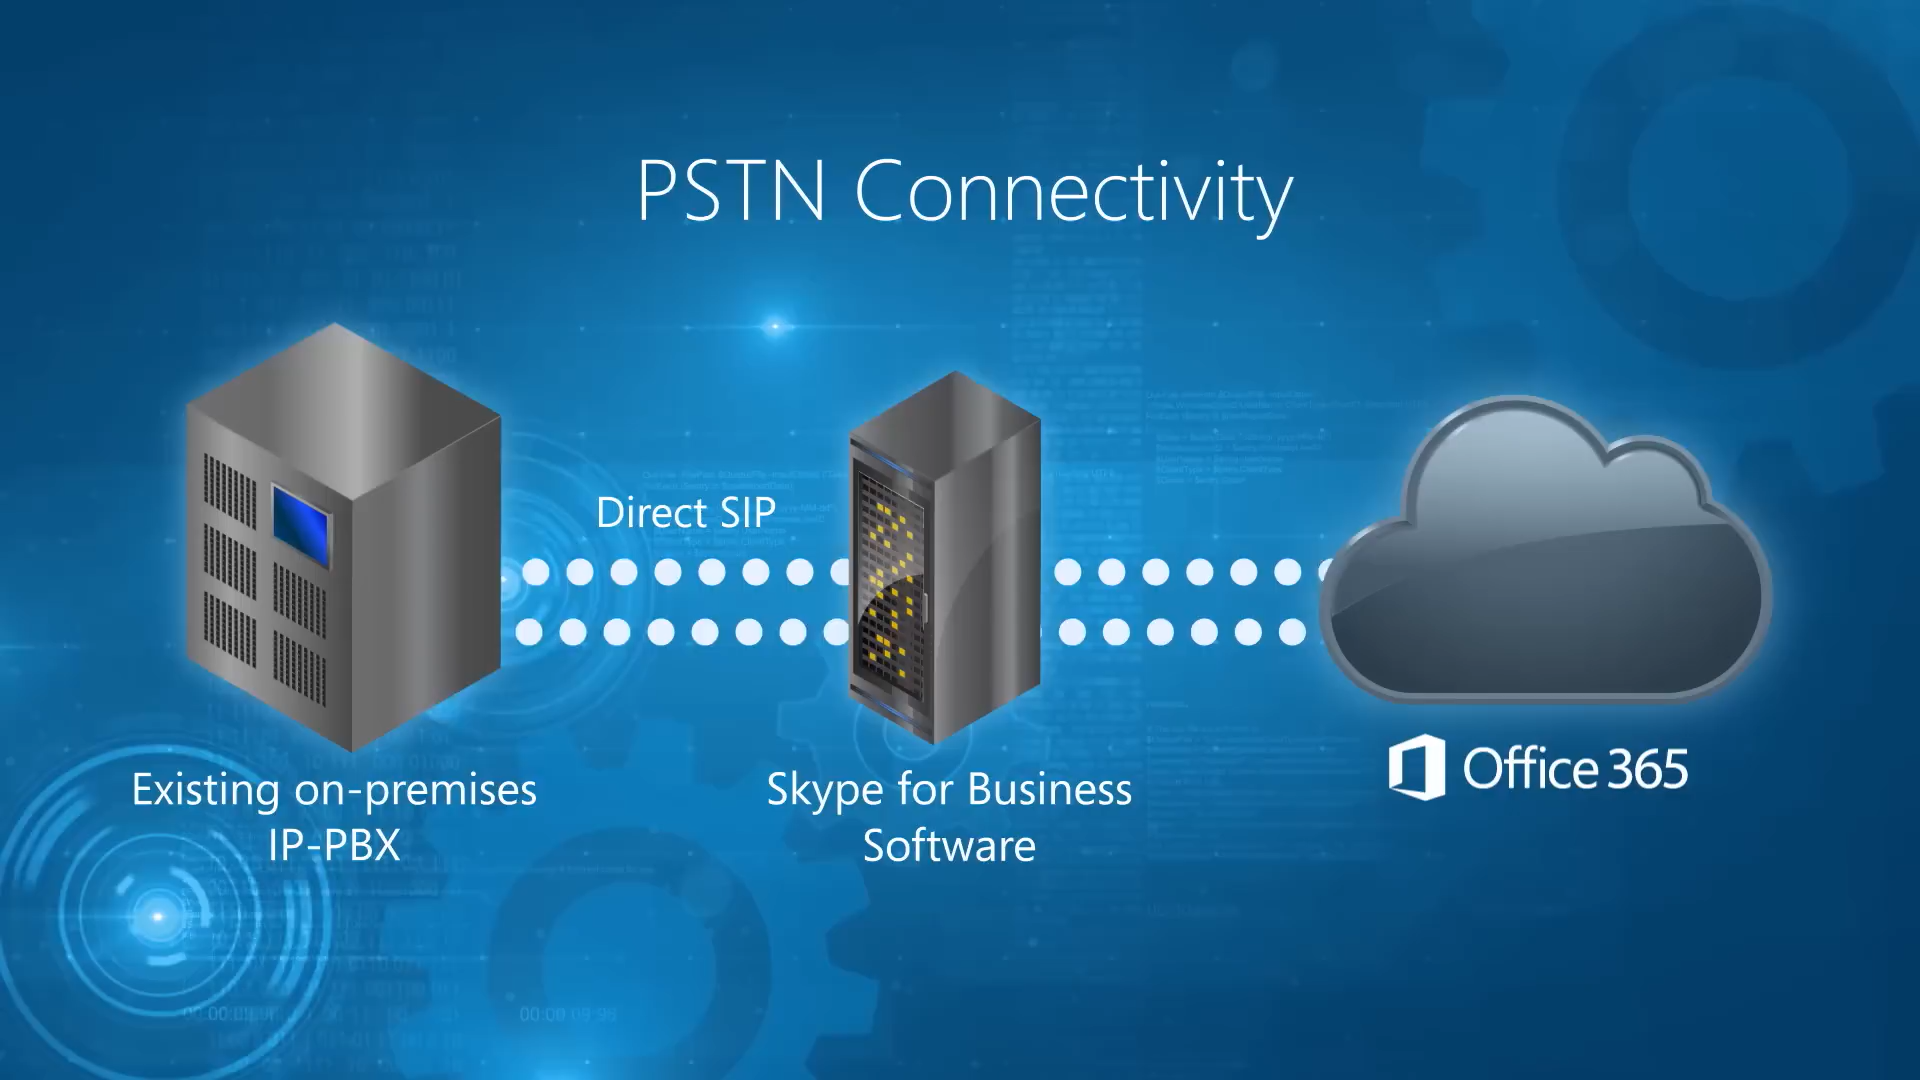 PSTN Connectivity
Direct SIP
Existing on-premises
IP-PBX
Skype for Business
Software
Office 365